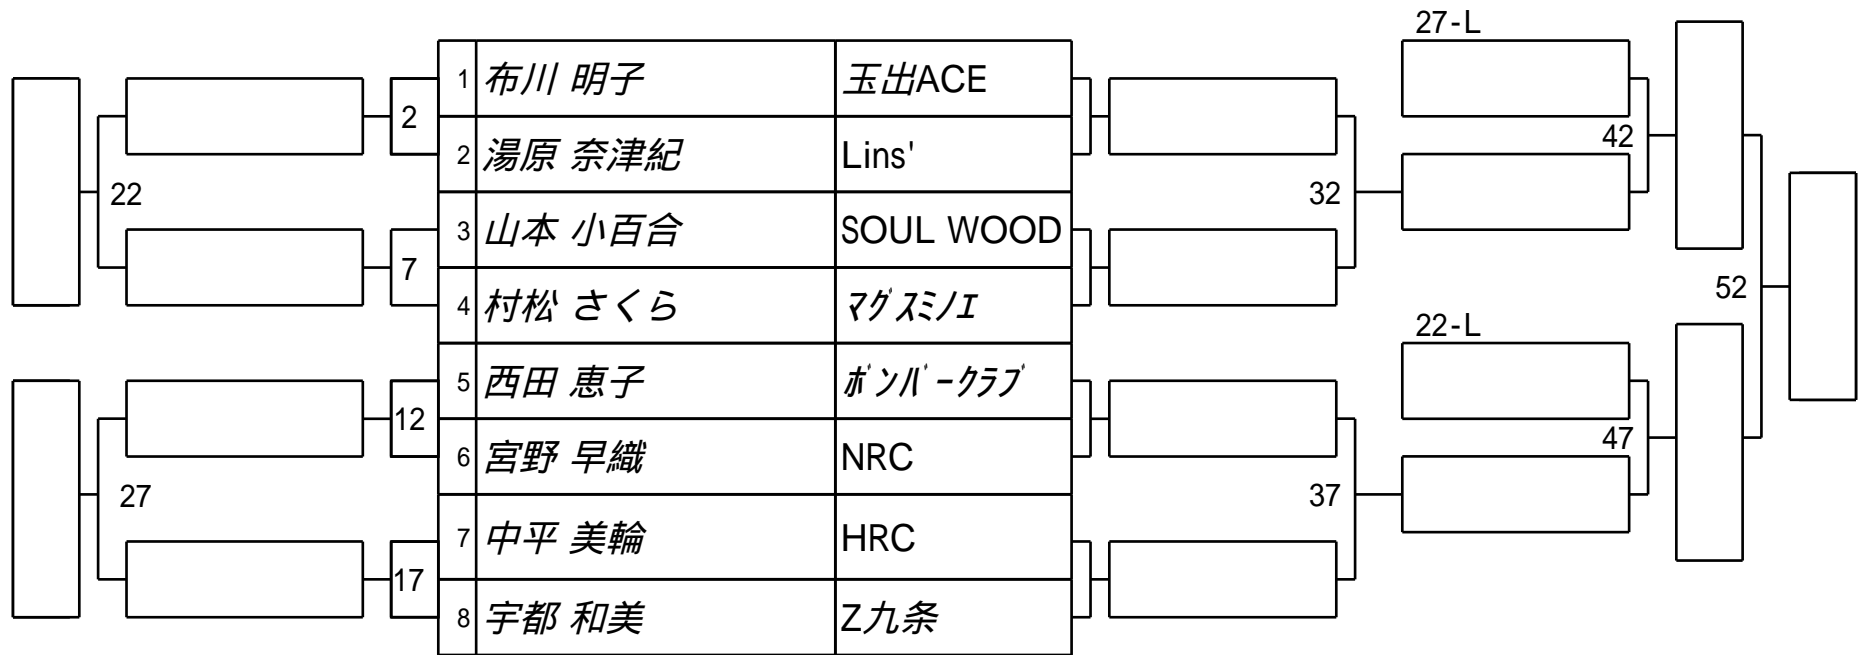 27-L
1 布川 明子 玉出ACE
2
42
2 湯原 奈津紀 Lins'
22
32
3 山本 小百合 SOUL WOOD
7
52
4 村松 さくら ﾏｸﾞｽﾐﾉｴ
22-L
5 西田 恵子 ﾎﾞﾝﾊﾞｰｸﾗﾌﾞ
12
47
6 宮野 早織 NRC
27
37
7 中平 美輪 HRC
17
8 宇都 和美 Z九条